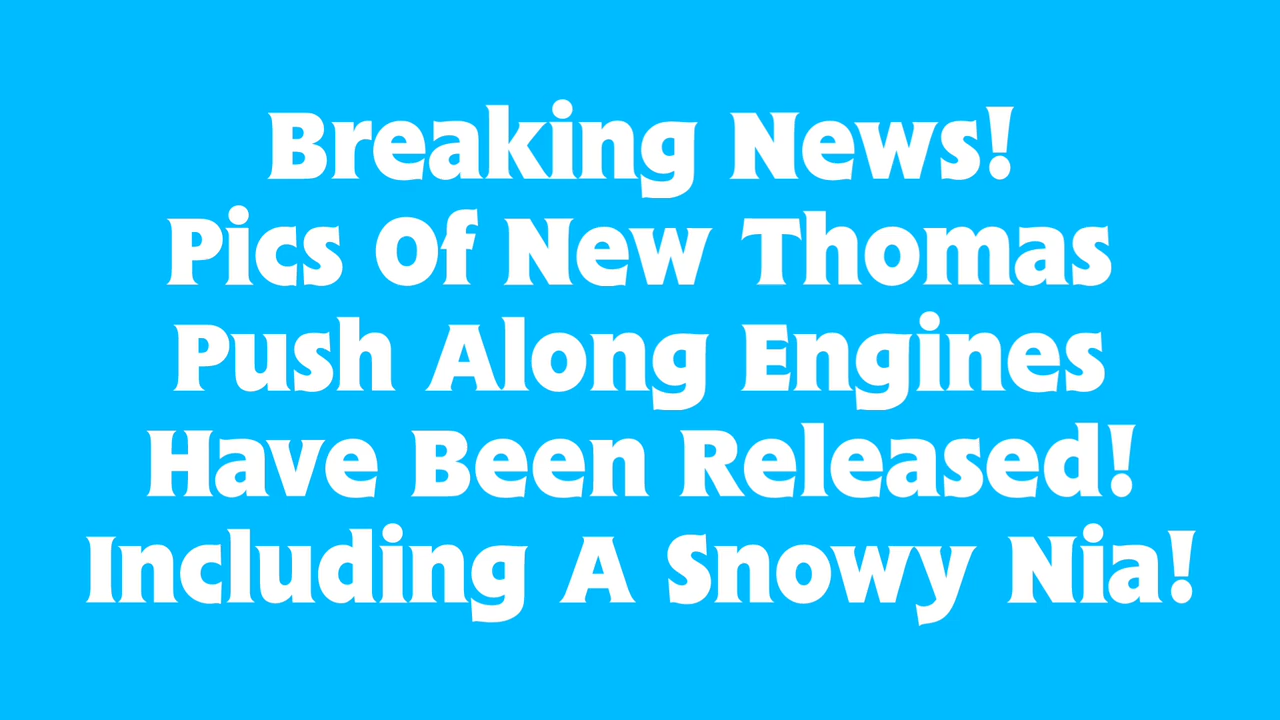 Breaking News!
Pics Of New Thomas
Push Along Engines
Have Been Released!
Including A Snowy Nia!